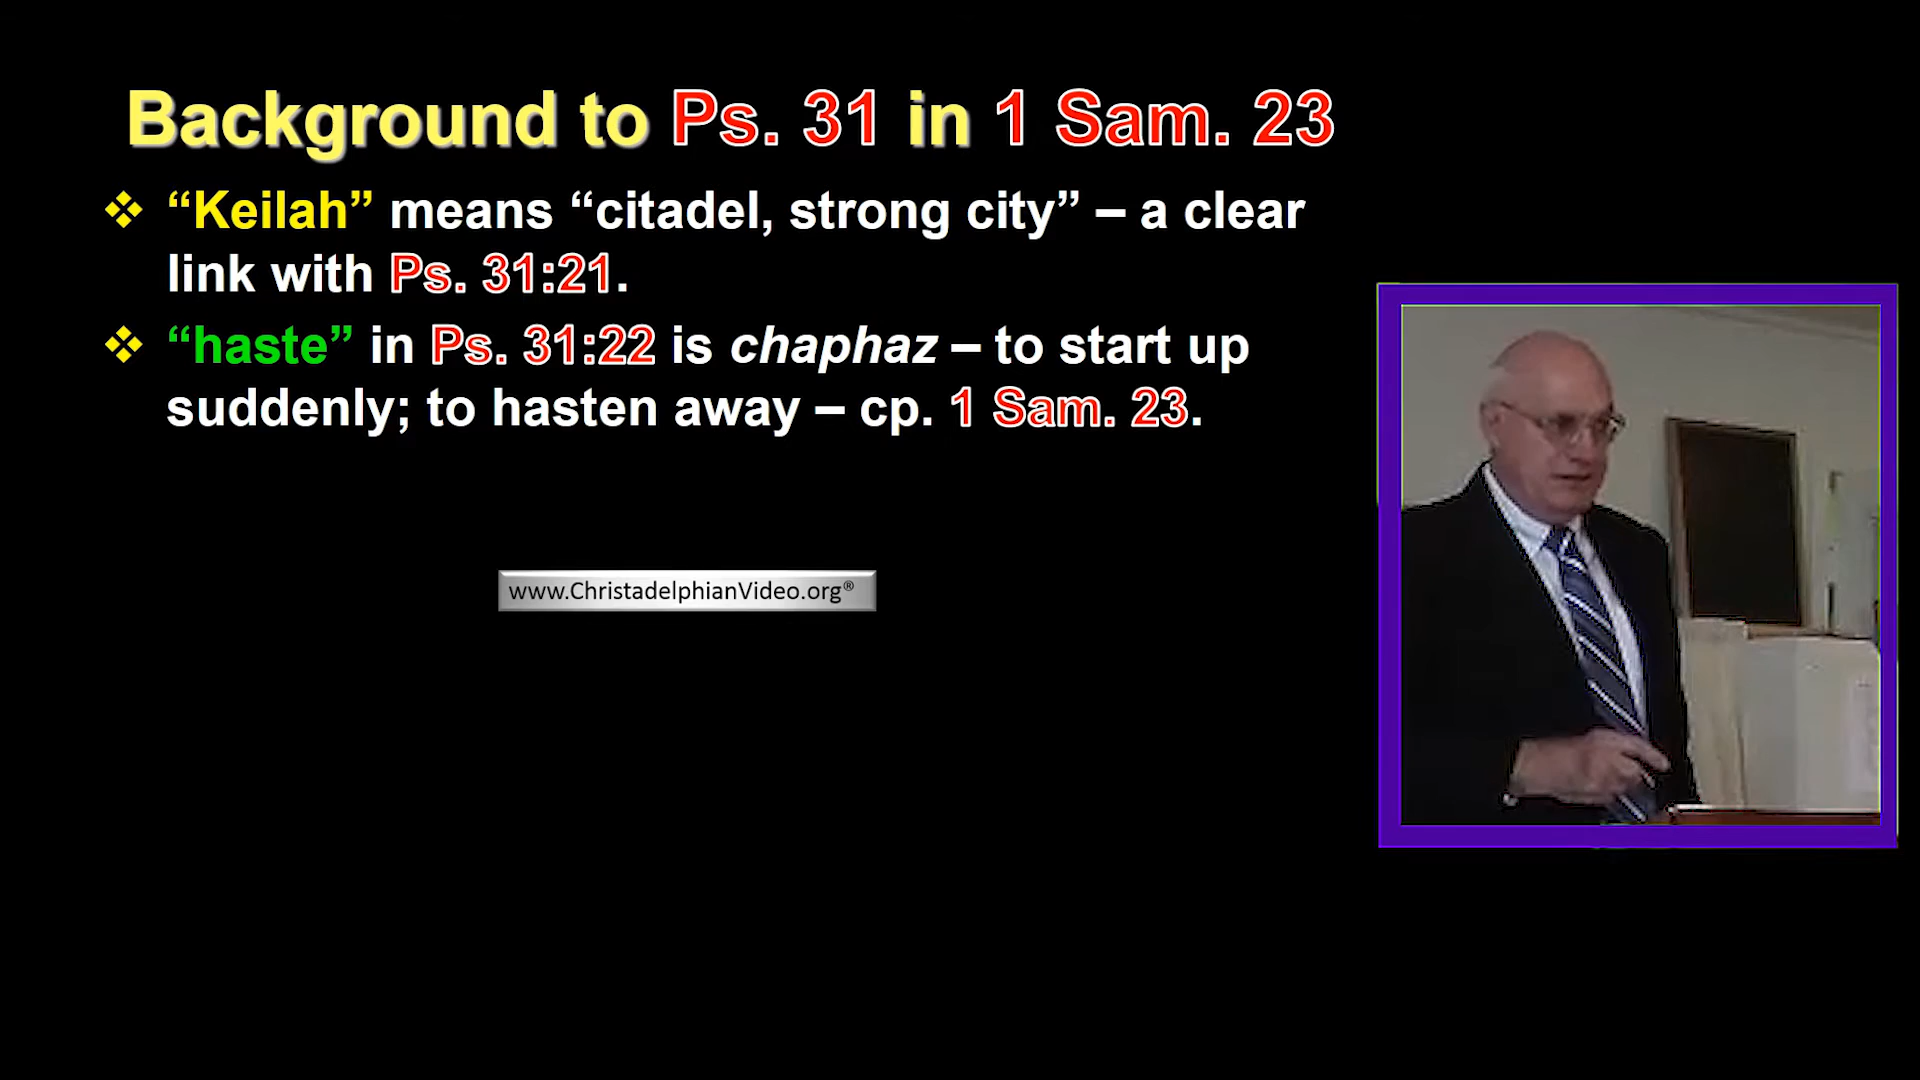 Background to Ps. 31 in 1 Sam. 23
❖ “Keilah” means “citadel, strong city” – a clear
link with Ps. 31:21.
❖ “haste” in Ps. 31:22 is chaphaz – to start up
suddenly; to hasten away – cp. 1 Sam. 23.
www.ChristadelphianVideo.org®